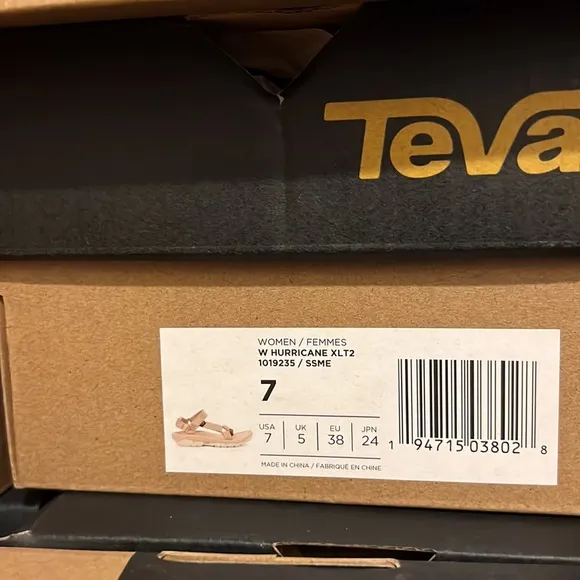 Teva
WOMEN / FEMMES
W HURRICANE XLT2
1019235 / SSME
7
USA UK EU JPN
7 5 38 24
1 94715 03802 8
MADE IN CHINA / FABRIQUÉ EN CHINE